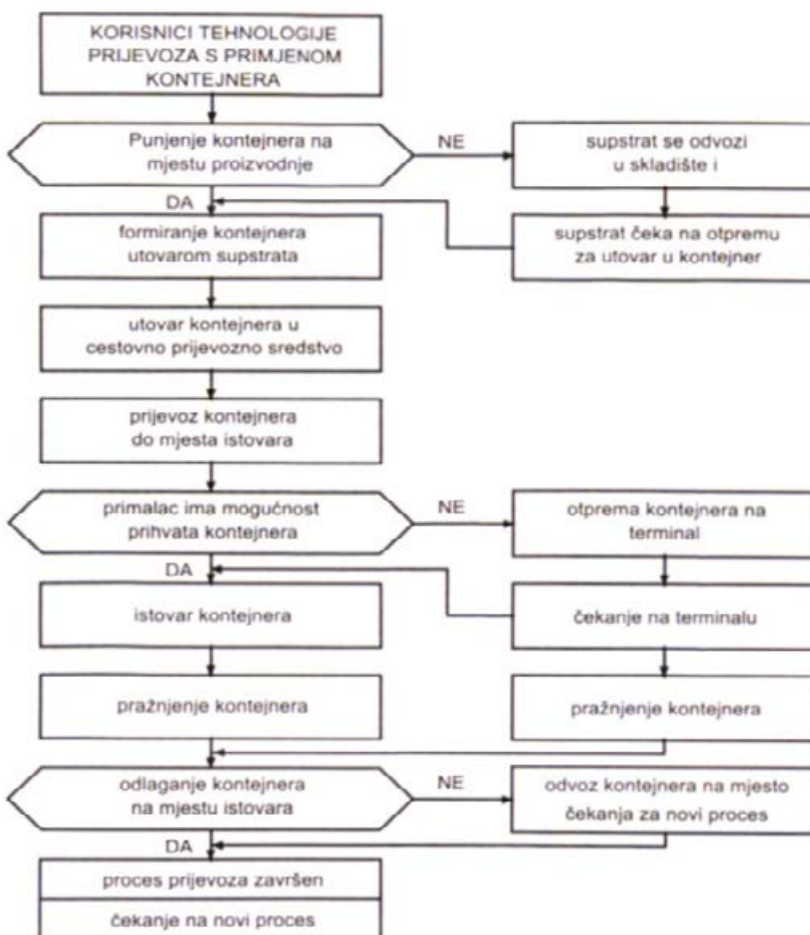 KORISNICI TEHNOLOGIJE
PRIJEVOZA S PRIMJENOM
KONTEJNERA
Punjenje kontejnera na
mjestu proizvodnje
NE
supstrat se odvozi
u skladište i
DA
formiranje kontejnera
utovarom supstrata
supstrat čeka na otpremu
za utovar u kontejner
utovar kontejnera u
cestovno prijevozno sredstvo
prijevoz kontejnera
do mjesta istovara
primalac ima mogućnost
prihvata kontejnera
NE
otprema kontejnera na
terminal
DA
istovar kontejnera
čekanje na terminalu
pražnjenje kontejnera
pražnjenje kontejnera
odlaganje kontejnera
na mjestu istovara
NE
odvoz kontejnera na mjesto
čekanja za novi proces
DA
proces prijevoza završen
čekanje na novi proces